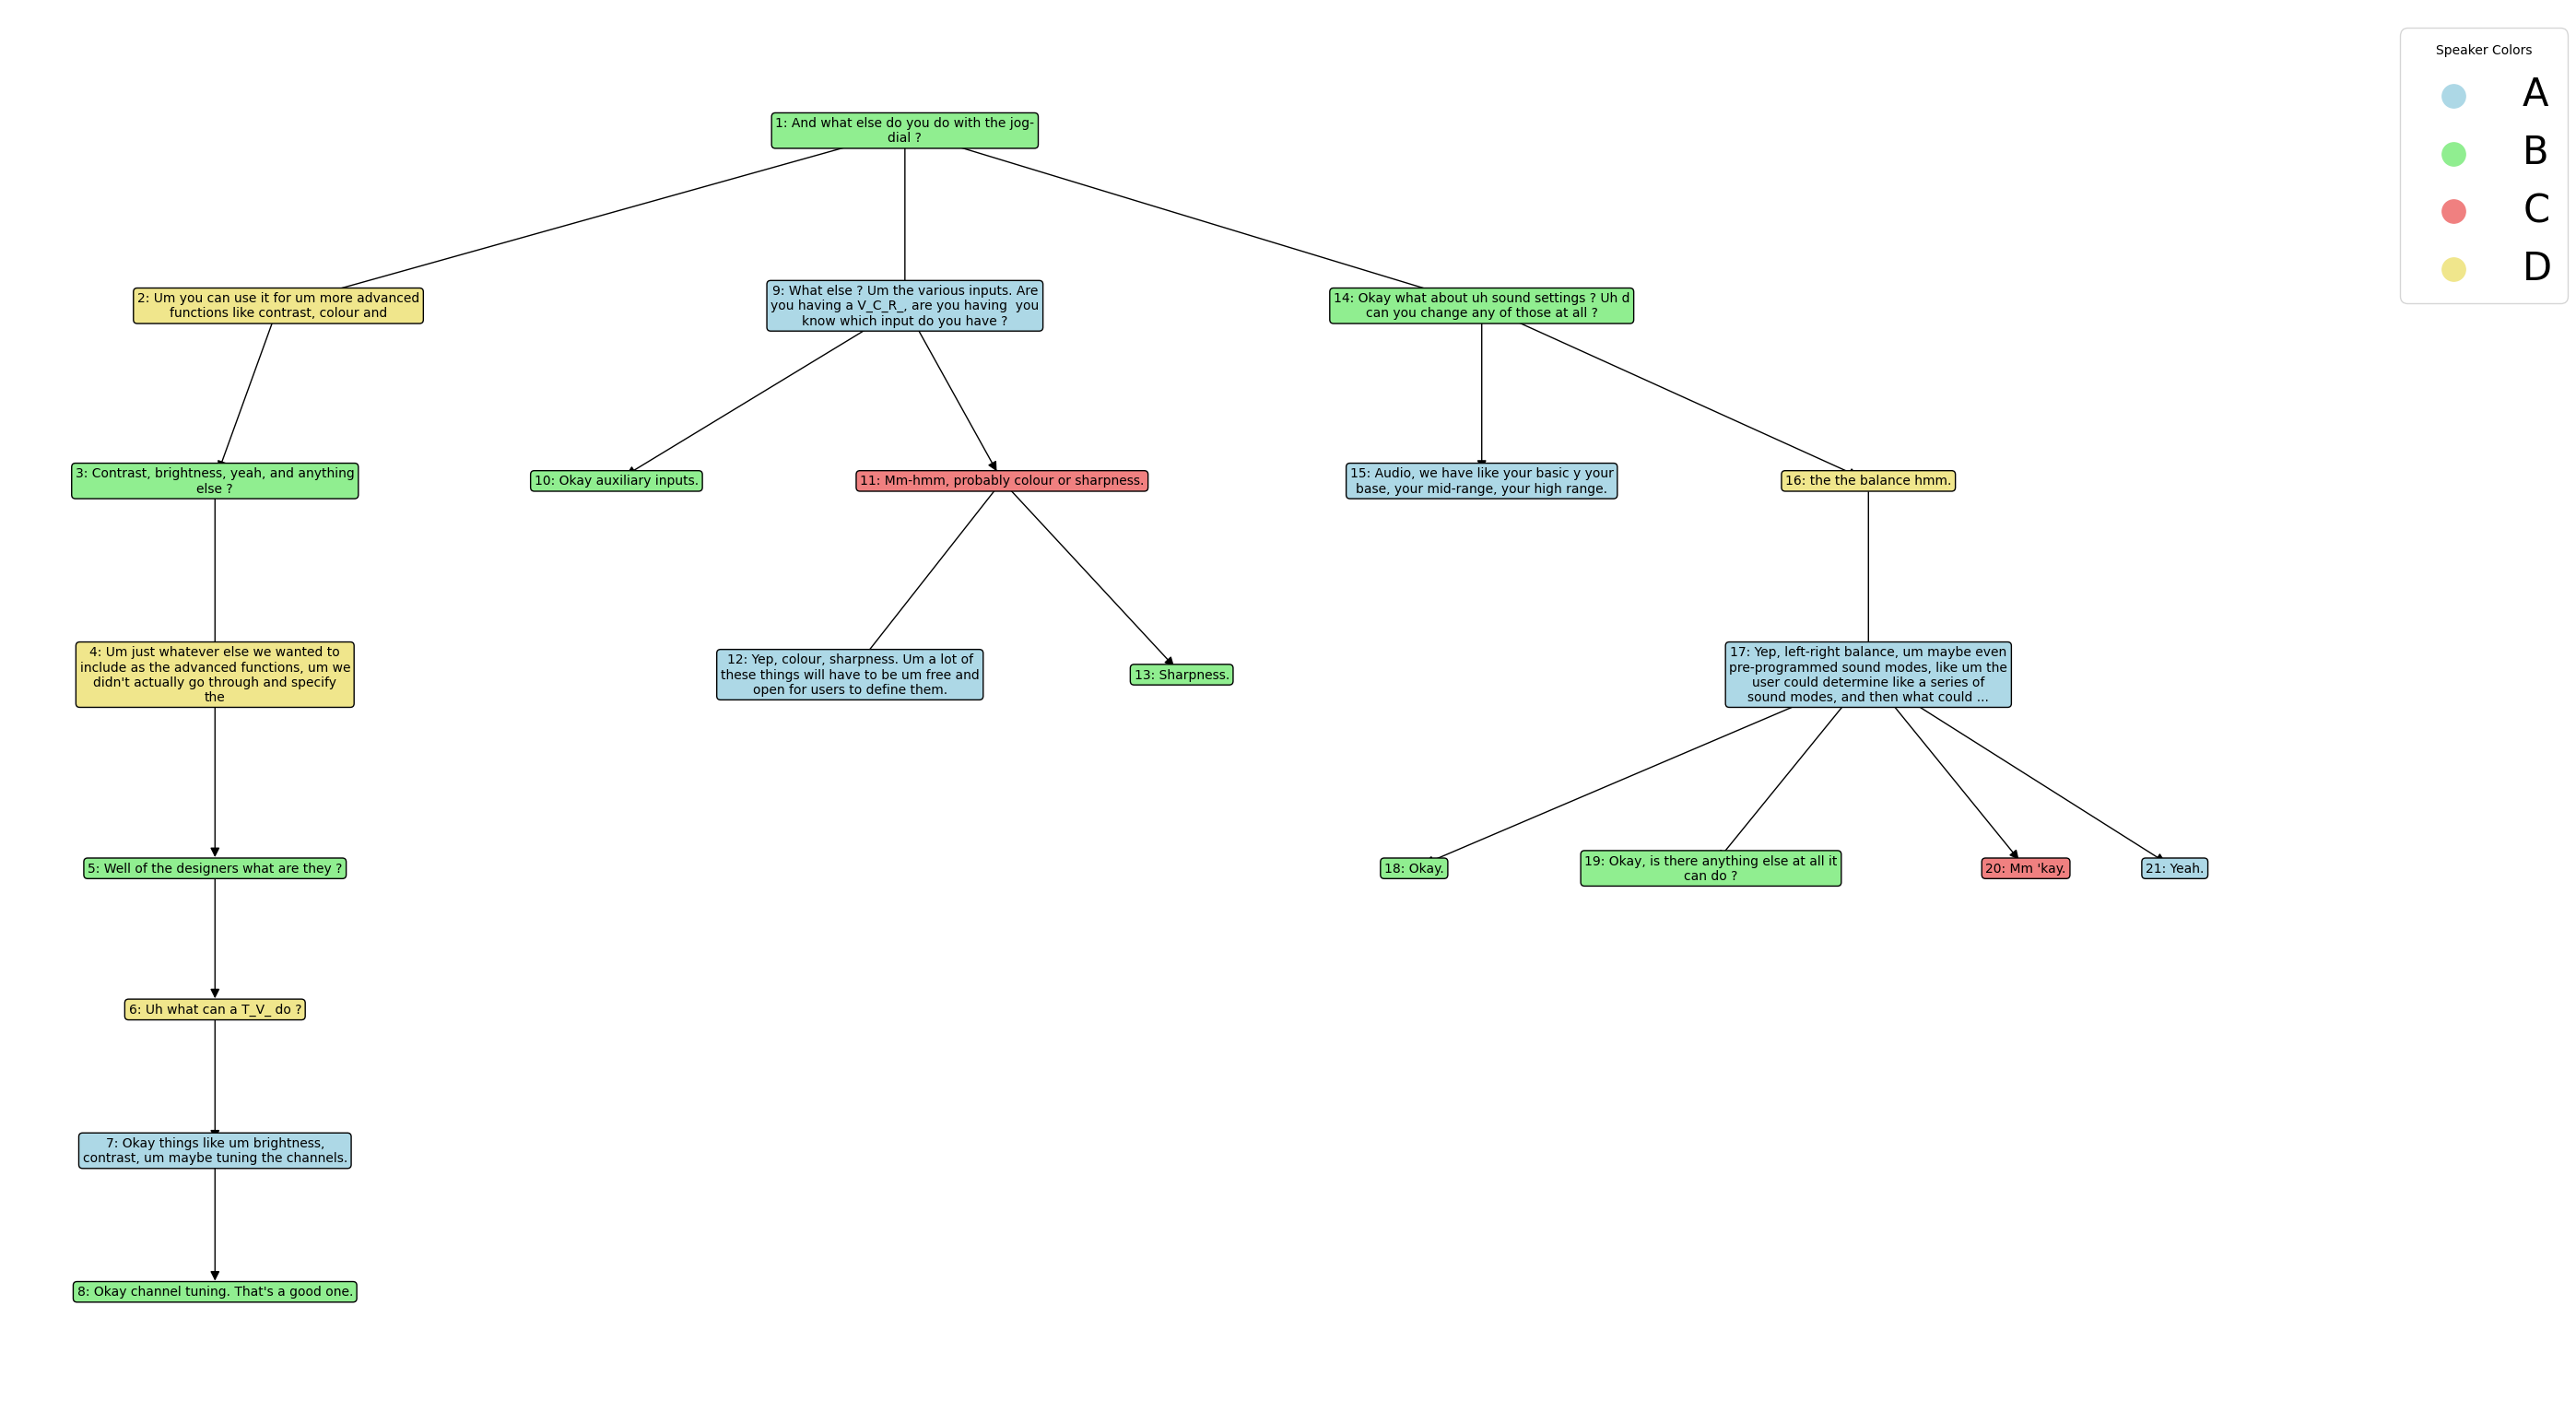 Speaker Colors
A
B
C
D
1: And what else do you do with the jog-
dial ?
2: Um you can use it for um more advanced
functions like contrast, colour and
9: What else ? Um the various inputs. Are
you having a V_C_R_, are you having  you
know which input do you have ?
14: Okay what about uh sound settings ? Uh d
can you change any of those at all ?
3: Contrast, brightness, yeah, and anything
else ?
10: Okay auxiliary inputs.
11: Mm-hmm, probably colour or sharpness.
15: Audio, we have like your basic y your
base, your mid-range, your high range.
16: the the balance hmm.
4: Um just whatever else we wanted to
include as the advanced functions, um we
didn't actually go through and specify
the
12: Yep, colour, sharpness. Um a lot of
these things will have to be um free and
open for users to define them.
13: Sharpness.
17: Yep, left-right balance, um maybe even
pre-programmed sound modes, like um the
user could determine like a series of
sound modes, and then what could ...
5: Well of the designers what are they ?
18: Okay.
19: Okay, is there anything else at all it
can do ?
20: Mm 'kay.
21: Yeah.
6: Uh what can a T_V_ do ?
7: Okay things like um brightness,
contrast, um maybe tuning the channels.
8: Okay channel tuning. That's a good one.